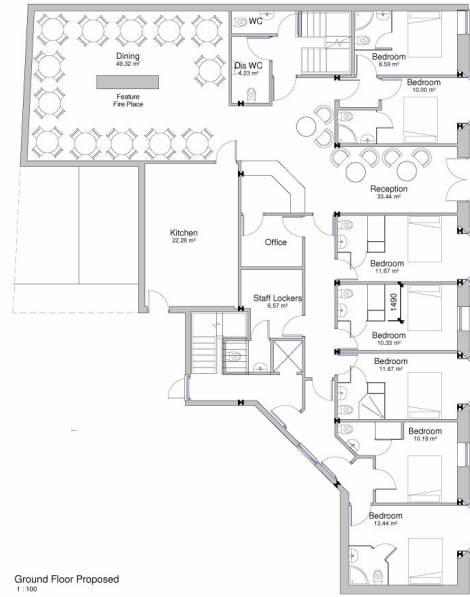 WC
Dining
49.32 m²
Dis WC
4.23 m²
Bedroom
8.59 m²
Bedroom
10.00 m²
Feature
Fire Place
Reception
33.44 m²
Kitchen
22.28 m²
Office
Bedroom
11.67 m²
Staff Lockers
6.57 m²
1490
Bedroom
10.33 m²
Bedroom
11.67 m²
Bedroom
10.19 m²
Bedroom
13.44 m²
Ground Floor Proposed
1 : 100